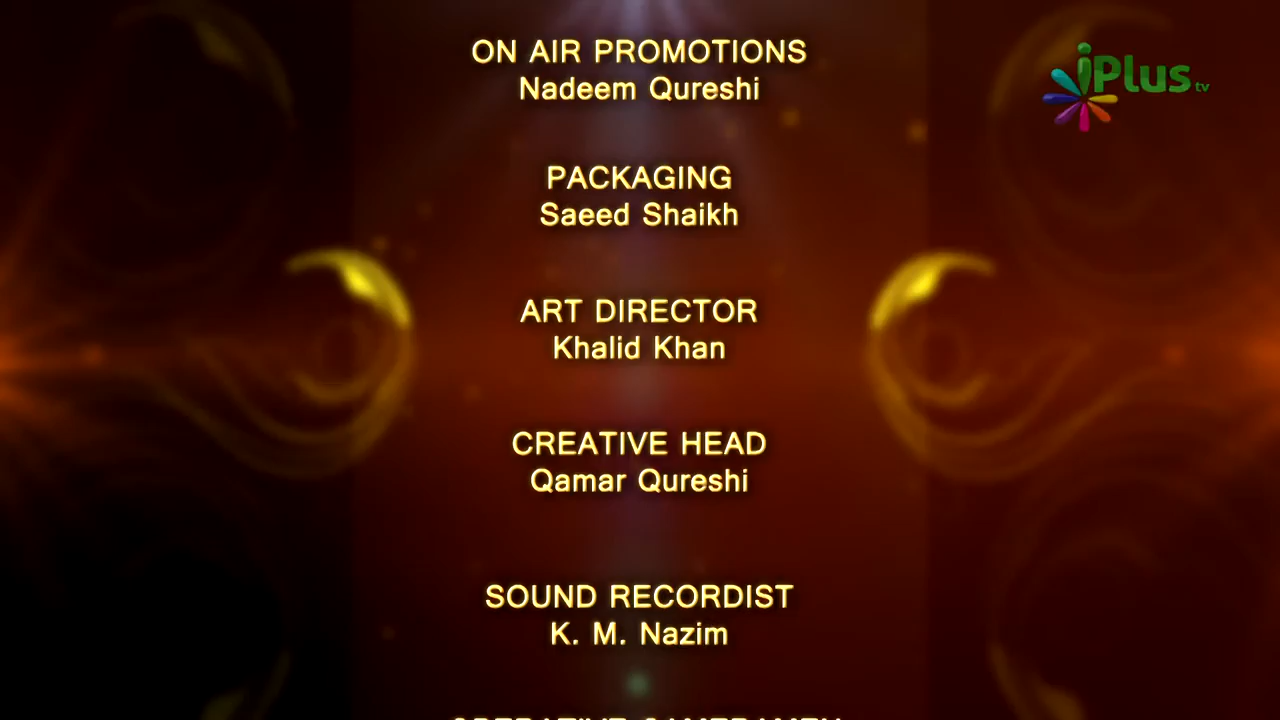 ON AIR PROMOTIONS
Nadeem Qureshi
iPlus tv
PACKAGING
Saeed Shaikh
ART DIRECTOR
Khalid Khan
CREATIVE HEAD
Qamar Qureshi
SOUND RECORDIST
K. M. Nazim